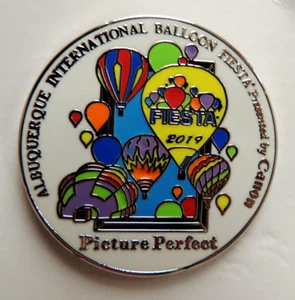 ALBUQUERQUE INTERNATIONAL BALLOON FIESTA Presented by Canon
FIESTA
2019
Picture Perfect